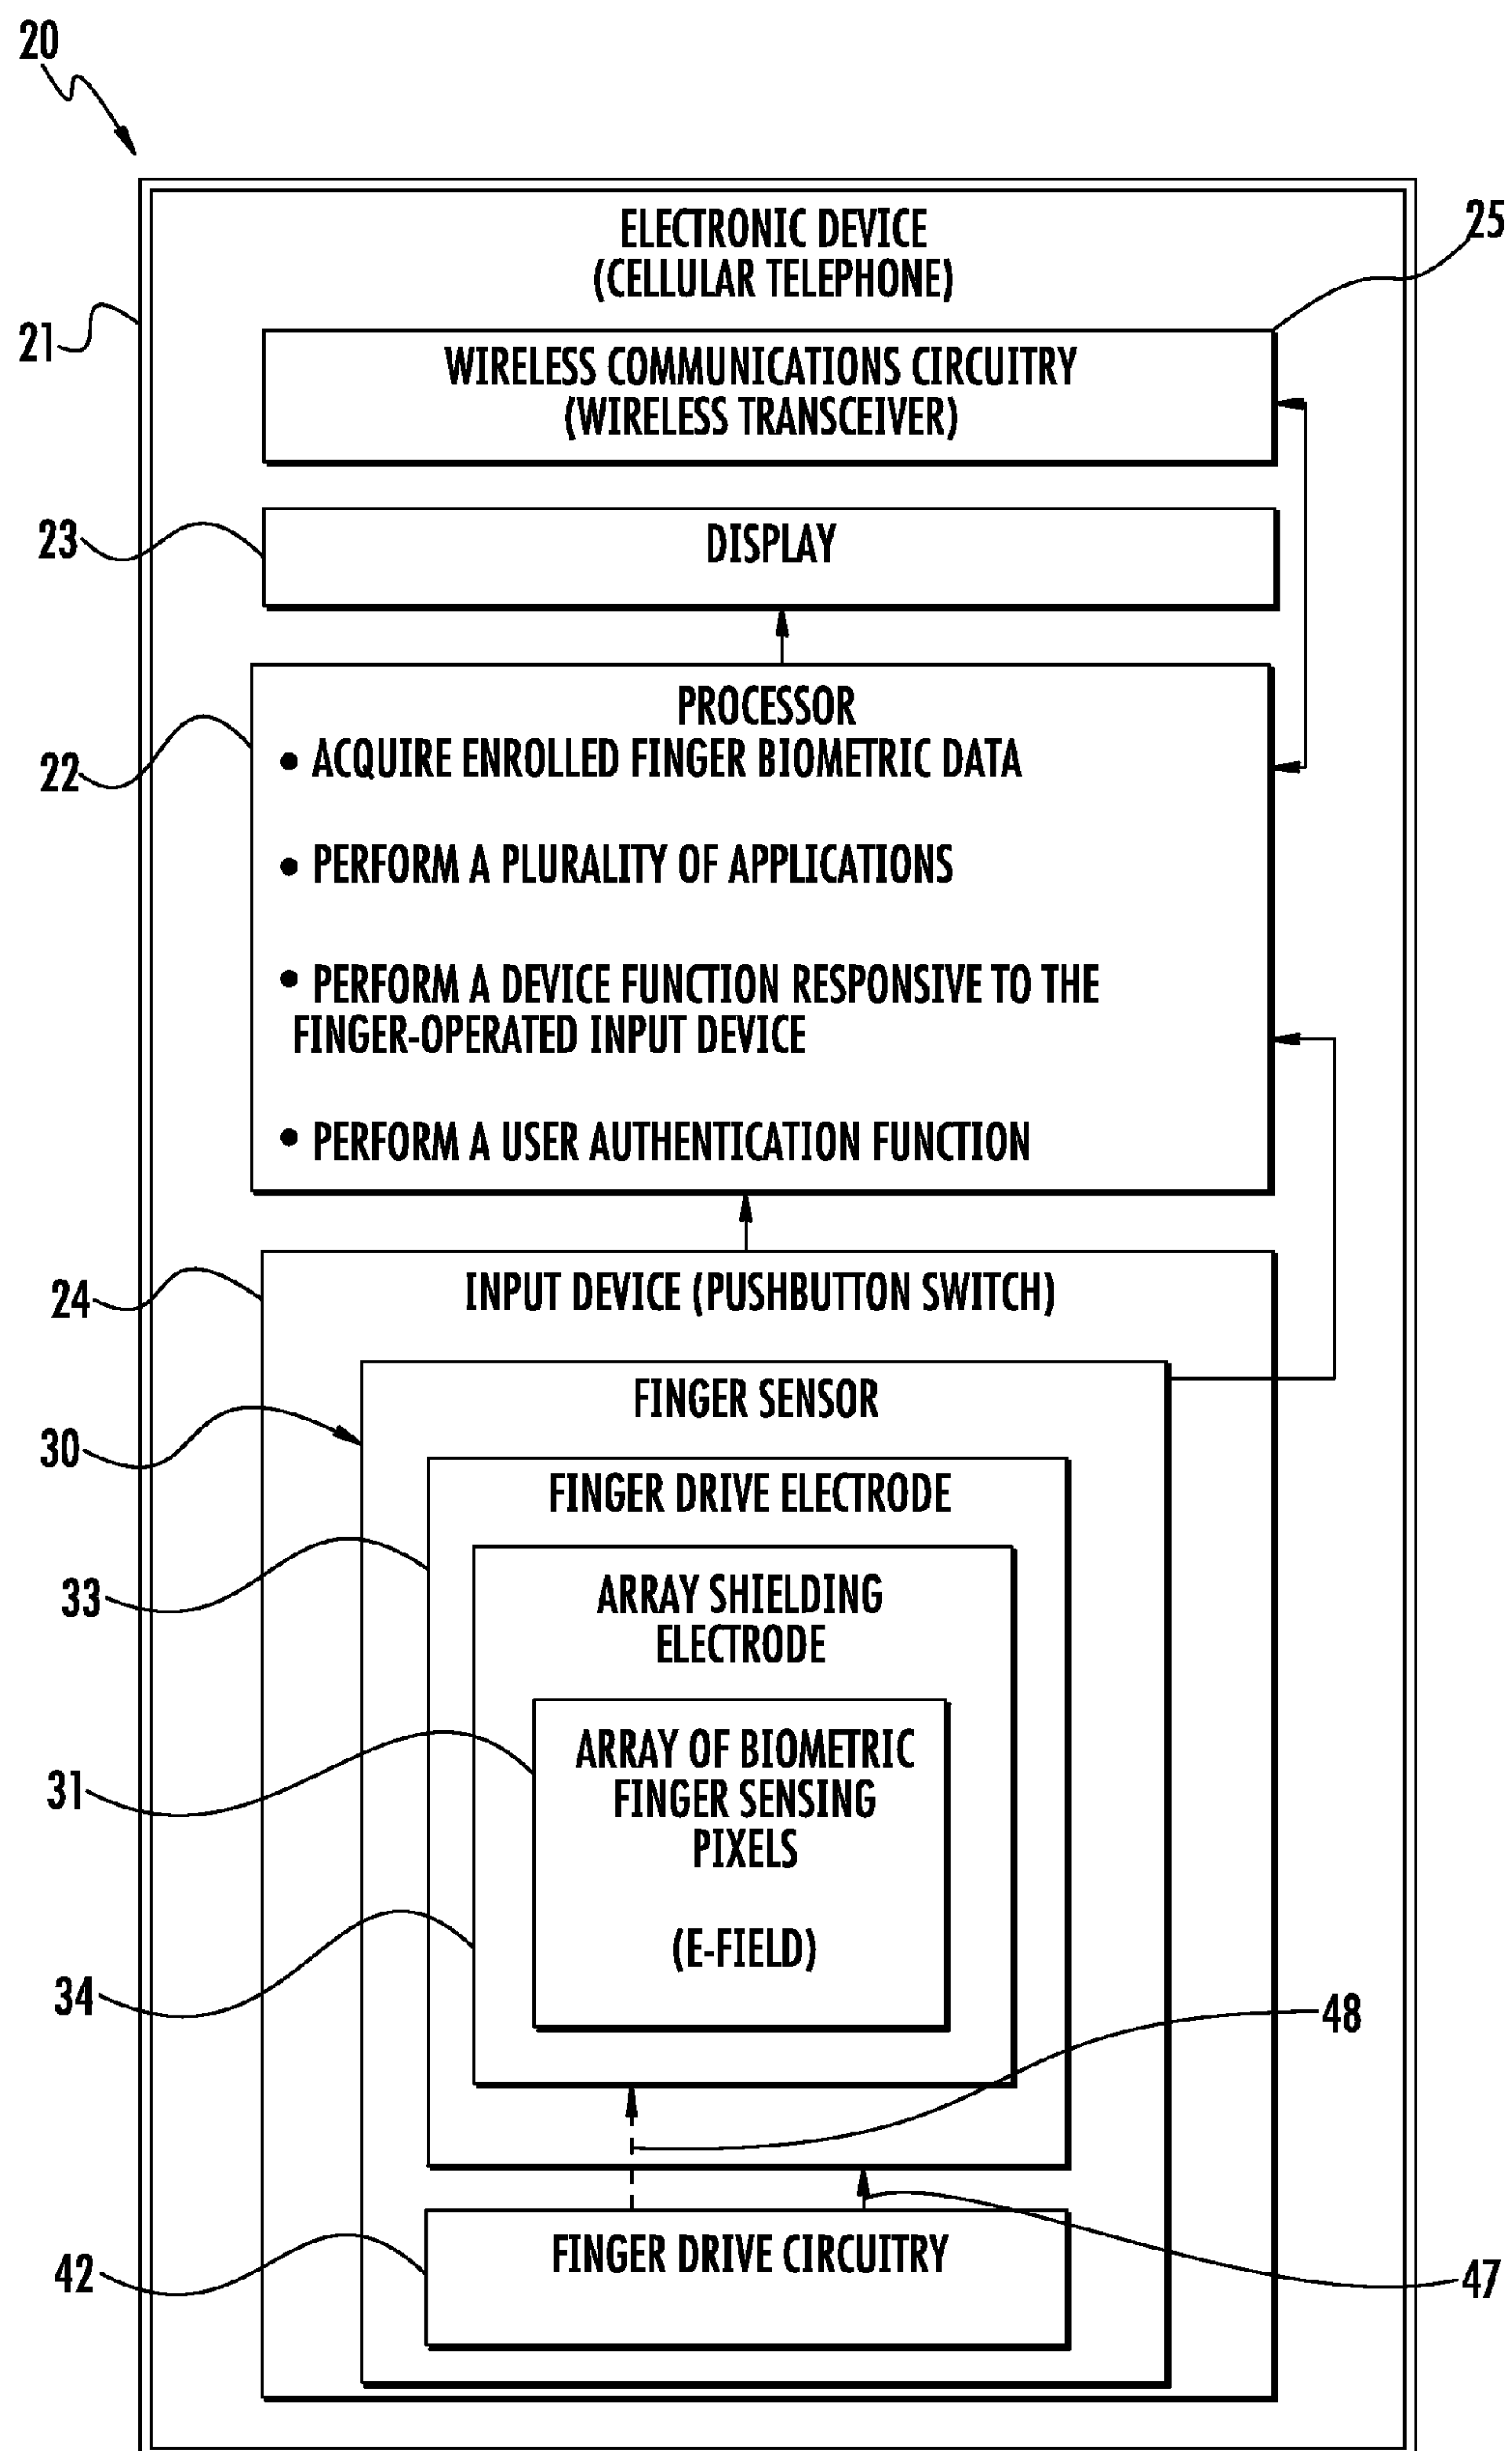 20
ELECTRONIC DEVICE
(CELLULAR TELEPHONE)
25
21
WIRELESS COMMUNICATIONS CIRCUITRY
(WIRELESS TRANSCEIVER)
23
DISPLAY
22
PROCESSOR
• ACQUIRE ENROLLED FINGER BIOMETRIC DATA
• PERFORM A PLURALITY OF APPLICATIONS
• PERFORM A DEVICE FUNCTION RESPONSIVE TO THE
FINGER-OPERATED INPUT DEVICE
• PERFORM A USER AUTHENTICATION FUNCTION
24
INPUT DEVICE (PUSHBUTTON SWITCH)
30
FINGER SENSOR
33
FINGER DRIVE ELECTRODE
ARRAY SHIELDING
ELECTRODE
31
ARRAY OF BIOMETRIC
FINGER SENSING
PIXELS
(E-FIELD)
34
48
42
FINGER DRIVE CIRCUITRY
47